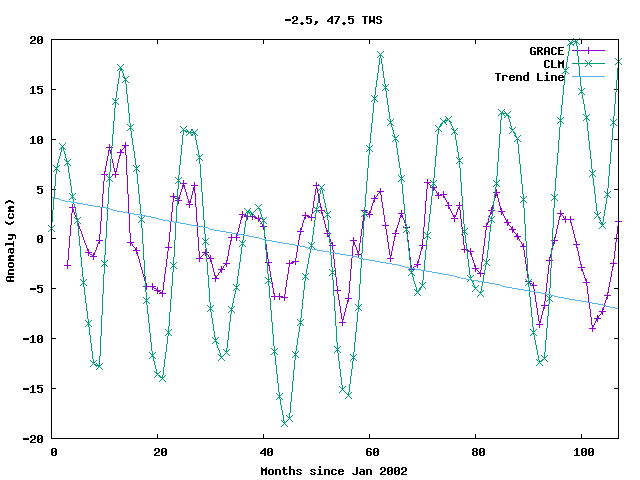 -2.5, 47.5 TWS
20
15
10
5
0
-5
-10
-15
-20
Anomaly (cm)
GRACE
CLM
Trend Line
0 20 40 60 80 100
Months since Jan 2002